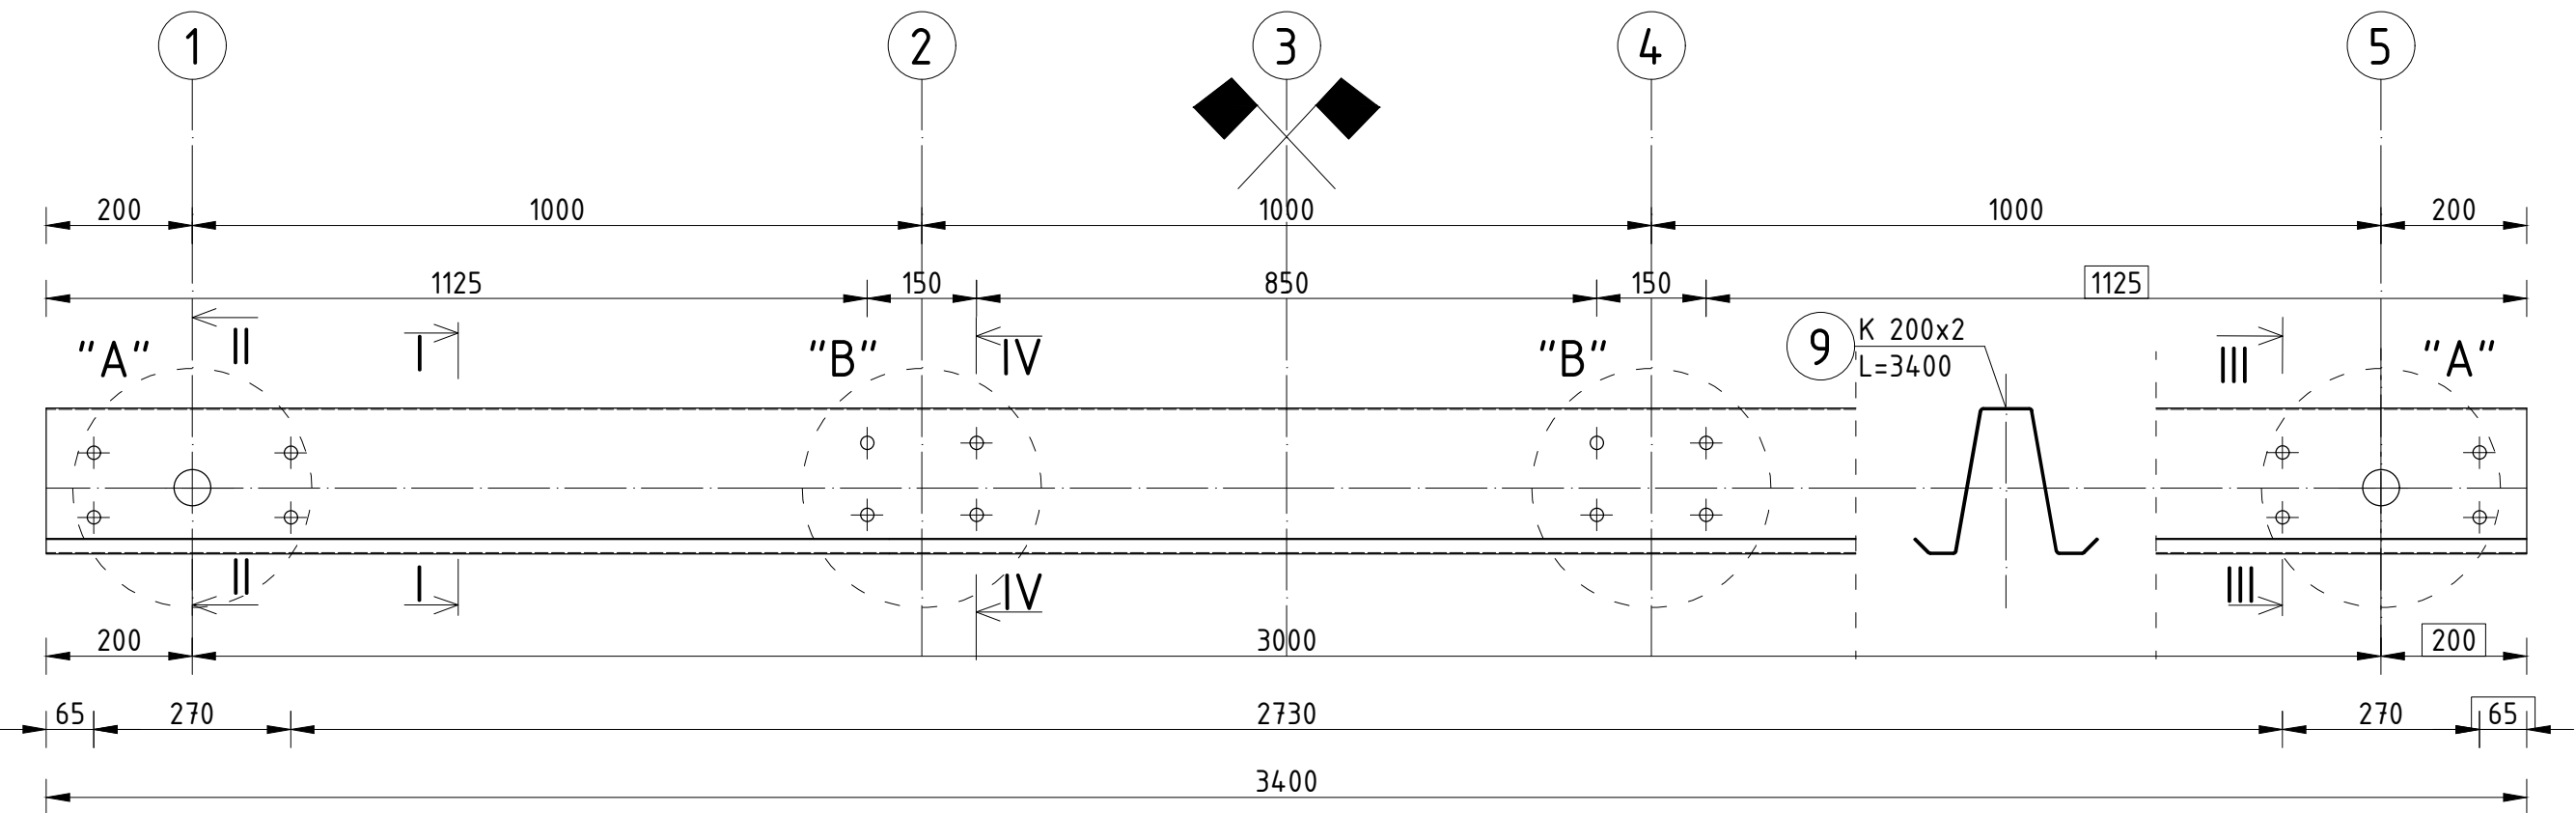 1 2 3 4 5
200 1000 1000 1000 200
1125 150 850 150 1125
"A" II I "B" IV "B" 9 K 200x2 III "A"
L=3400
II I IV III
200 3000 200
65 270 2730 270 65
3400